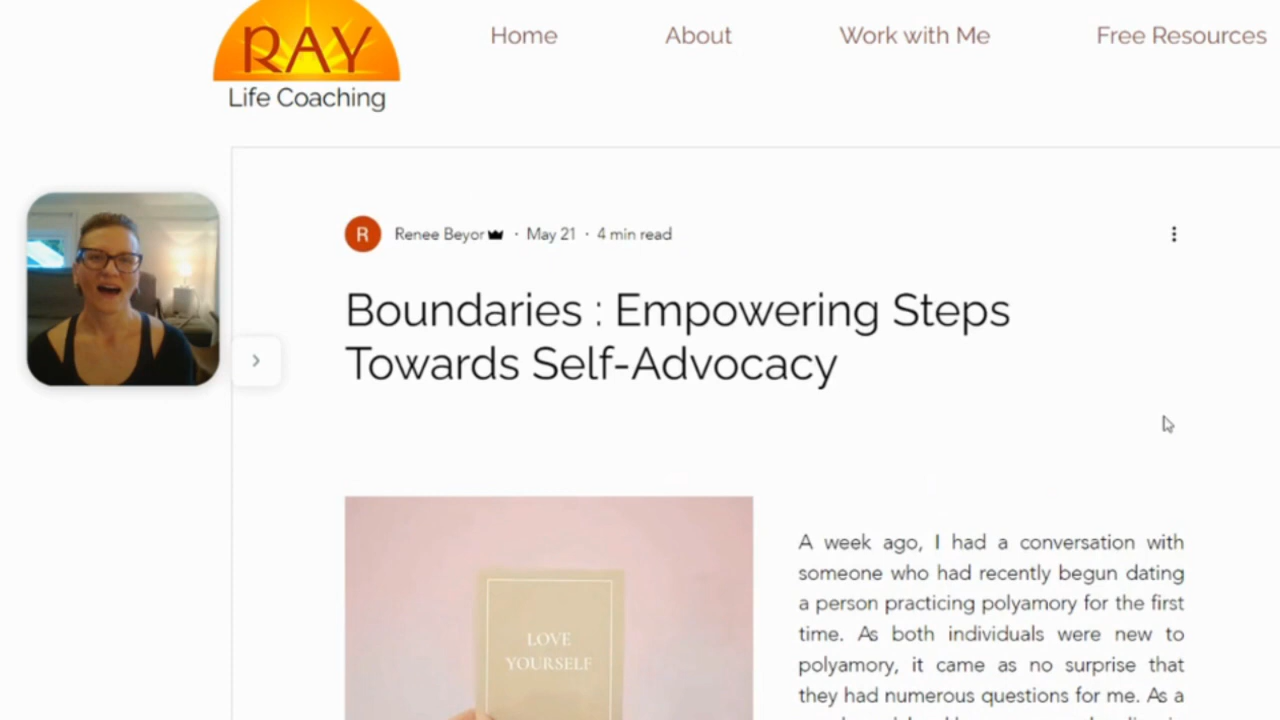 RAY
Life Coaching
Home
About
Work with Me
Free Resources
R
Renee Beyor · May 21 · 4 min read
Boundaries : Empowering Steps
Towards Self-Advocacy
LOVE
YOURSELF
A week ago, I had a conversation with
someone who had recently begun dating
a person practicing polyamory for the first
time. As both individuals were new to
polyamory, it came as no surprise that
they had numerous questions for me. As a